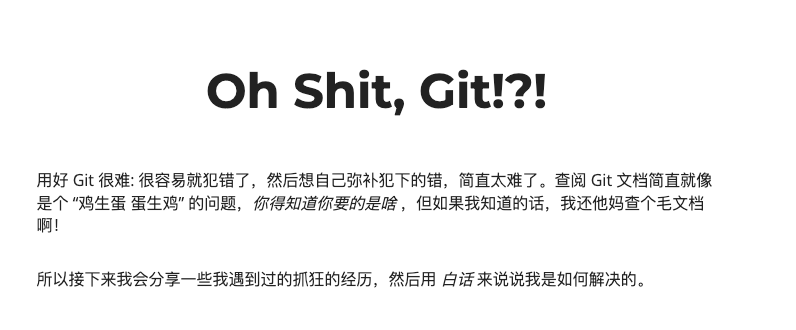 Oh Shit, Git!?!
用好 Git 很难: 很容易就犯错了，然后想自己弥补犯下的错，简直太难了。查阅 Git 文档简直就像
是个 “鸡生蛋 蛋生鸡” 的问题，你得知道你要的是啥 ，但如果我知道的话，我还他妈查个毛文档
啊！
所以接下来我会分享一些我遇到过的抓狂的经历，然后用 白话 来说说我是如何解决的。